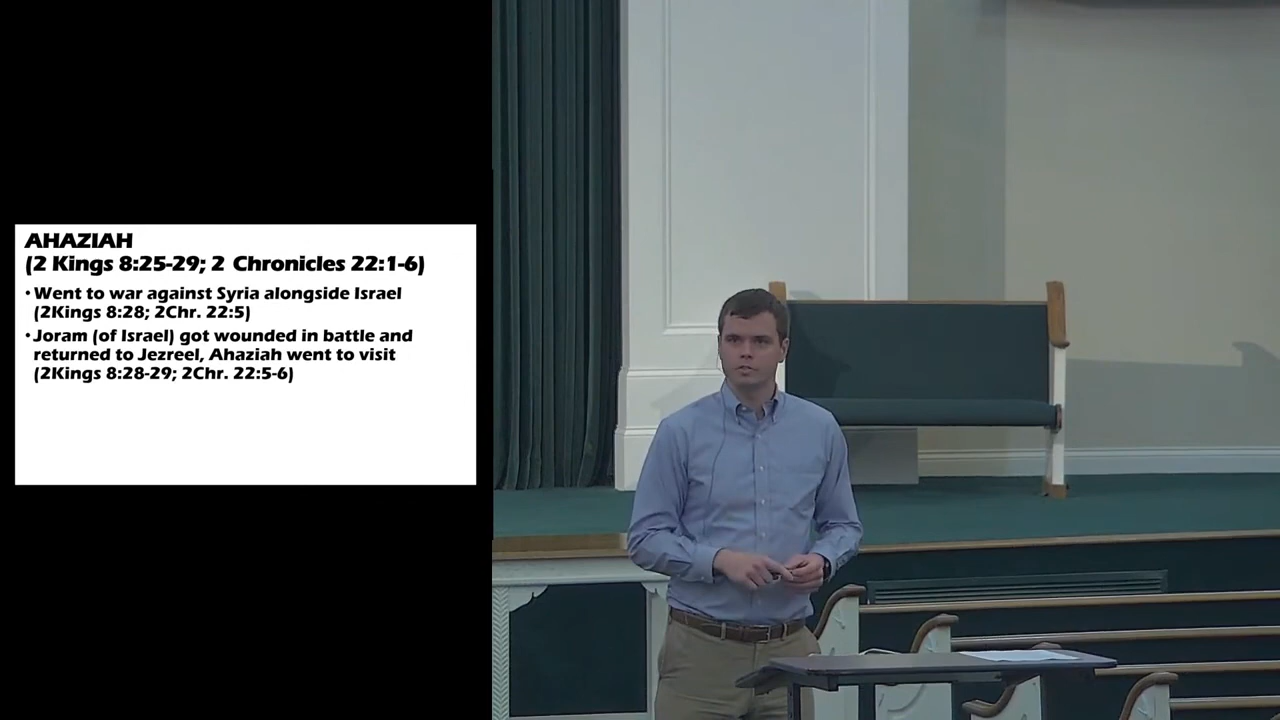 AHAZIAH
(2 Kings 8:25-29; 2 Chronicles 22:1-6)
• Went to war against Syria alongside Israel
(2Kings 8:28; 2Chr. 22:5)
• Joram (of Israel) got wounded in battle and
returned to Jezreel, Ahaziah went to visit
(2Kings 8:28-29; 2Chr. 22:5-6)